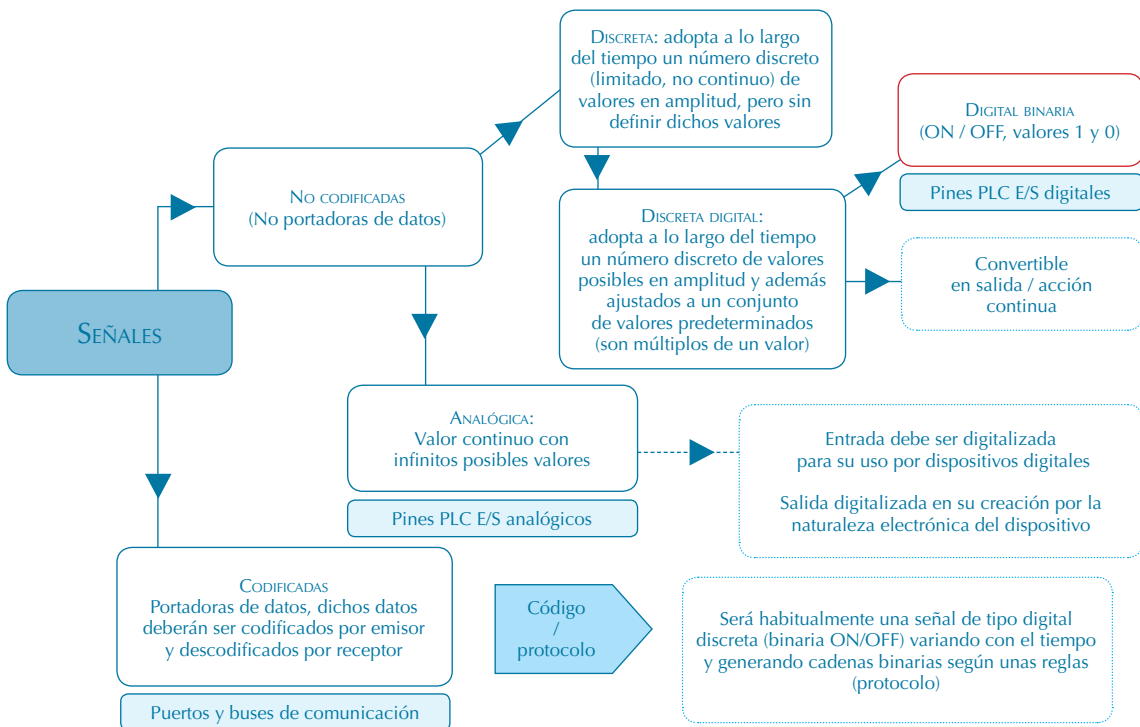 Discreta: adopta a lo largo
del tiempo un número discreto
(limitado, no continuo) de
valores en amplitud, pero sin
definir dichos valores
Digital binaria
(ON / OFF, valores 1 y 0)
Pines PLC E/S digitales
No codificadas
(No portadoras de datos)
Discreta digital:
adopta a lo largo del tiempo
un número discreto de valores
posibles en amplitud y además
ajustados a un conjunto
de valores predeterminados
(son múltiplos de un valor)
Convertible
en salida / acción
continua
Señales
Analógica:
Valor continuo con
infinitos posibles valores
Pines PLC E/S analógicos
Entrada debe ser digitalizada
para su uso por dispositivos digitales
Salida digitalizada en su creación por la
naturaleza electrónica del dispositivo
Codificadas
Portadoras de datos, dichos datos
deberán ser codificados por emisor
y descodificados por receptor
Puertos y buses de comunicación
Código
/
protocolo
Será habitualmente una señal de tipo digital
discreta (binaria ON/OFF) variando con el tiempo
y generando cadenas binarias según unas reglas
(protocolo)